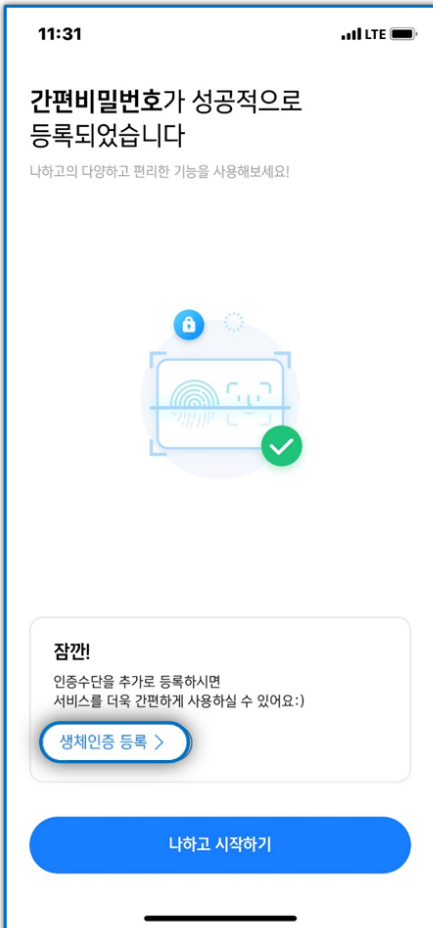 11:31
LTE
간편비밀번호가 성공적으로
등록되었습니다
나하고의 다양하고 편리한 기능을 사용해보세요!
잠깐!
인증수단을 추가로 등록하시면
서비스를 더욱 간편하게 사용하실 수 있어요:)
생체인증 등록 >
나하고 시작하기